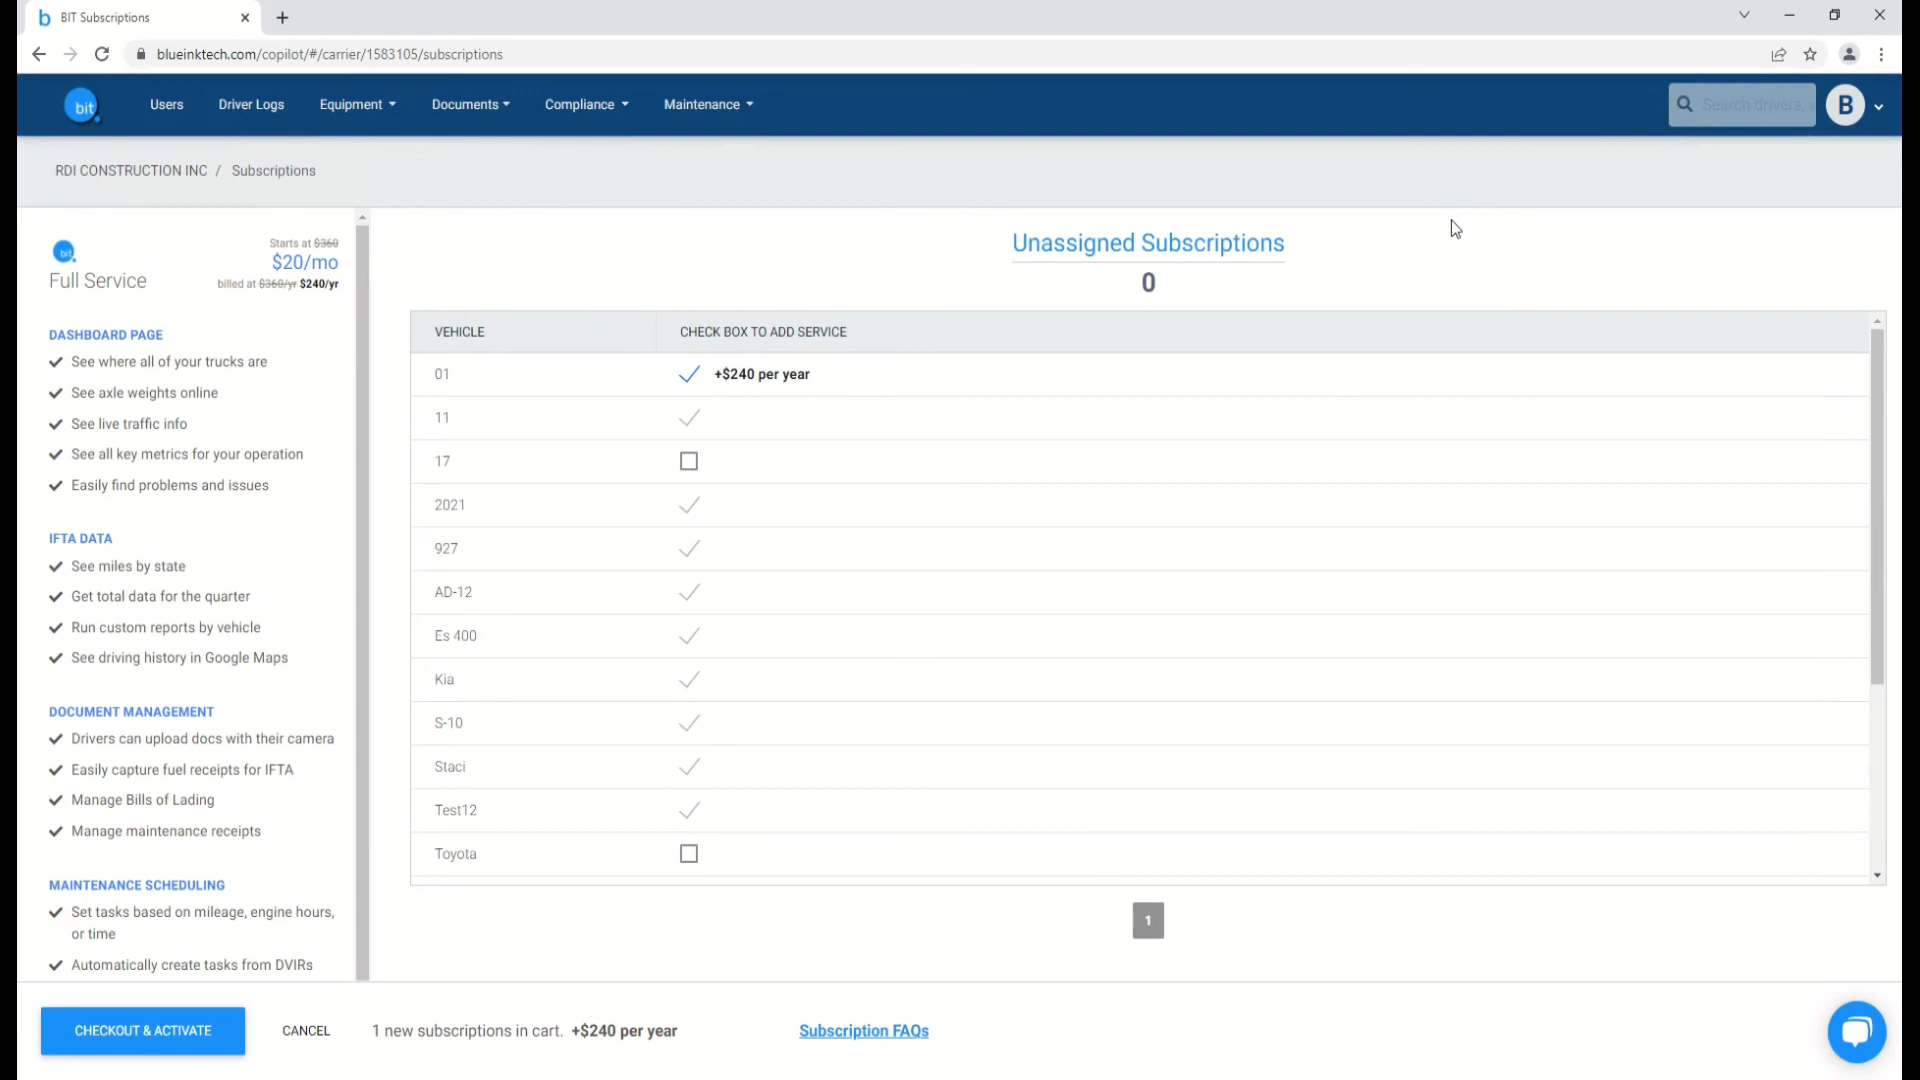 BIT Subscriptions
blueinktech.com/copilot/#/carrier/1583105/subscriptions
bit
Users
Driver Logs
Equipment
Documents
Compliance
Maintenance
Search drivers,
B
RDI CONSTRUCTION INC / Subscriptions
bit
Full Service
Starts at $360
$20/mo
billed at $360/yr $240/yr
DASHBOARD PAGE
See where all of your trucks are
See axle weights online
See live traffic info
See all key metrics for your operation
Easily find problems and issues
IFTA DATA
See miles by state
Get total data for the quarter
Run custom reports by vehicle
See driving history in Google Maps
DOCUMENT MANAGEMENT
Drivers can upload docs with their camera
Easily capture fuel receipts for IFTA
Manage Bills of Lading
Manage maintenance receipts
MAINTENANCE SCHEDULING
Set tasks based on mileage, engine hours,
or time
Automatically create tasks from DVIRs
Unassigned Subscriptions
0
VEHICLE CHECK BOX TO ADD SERVICE
01 +$240 per year
11
17
2021
927
AD-12
Es 400
Kia
S-10
Staci
Test12
Toyota
1
CHECKOUT & ACTIVATE
CANCEL
1 new subscriptions in cart. +$240 per year
Subscription FAQs